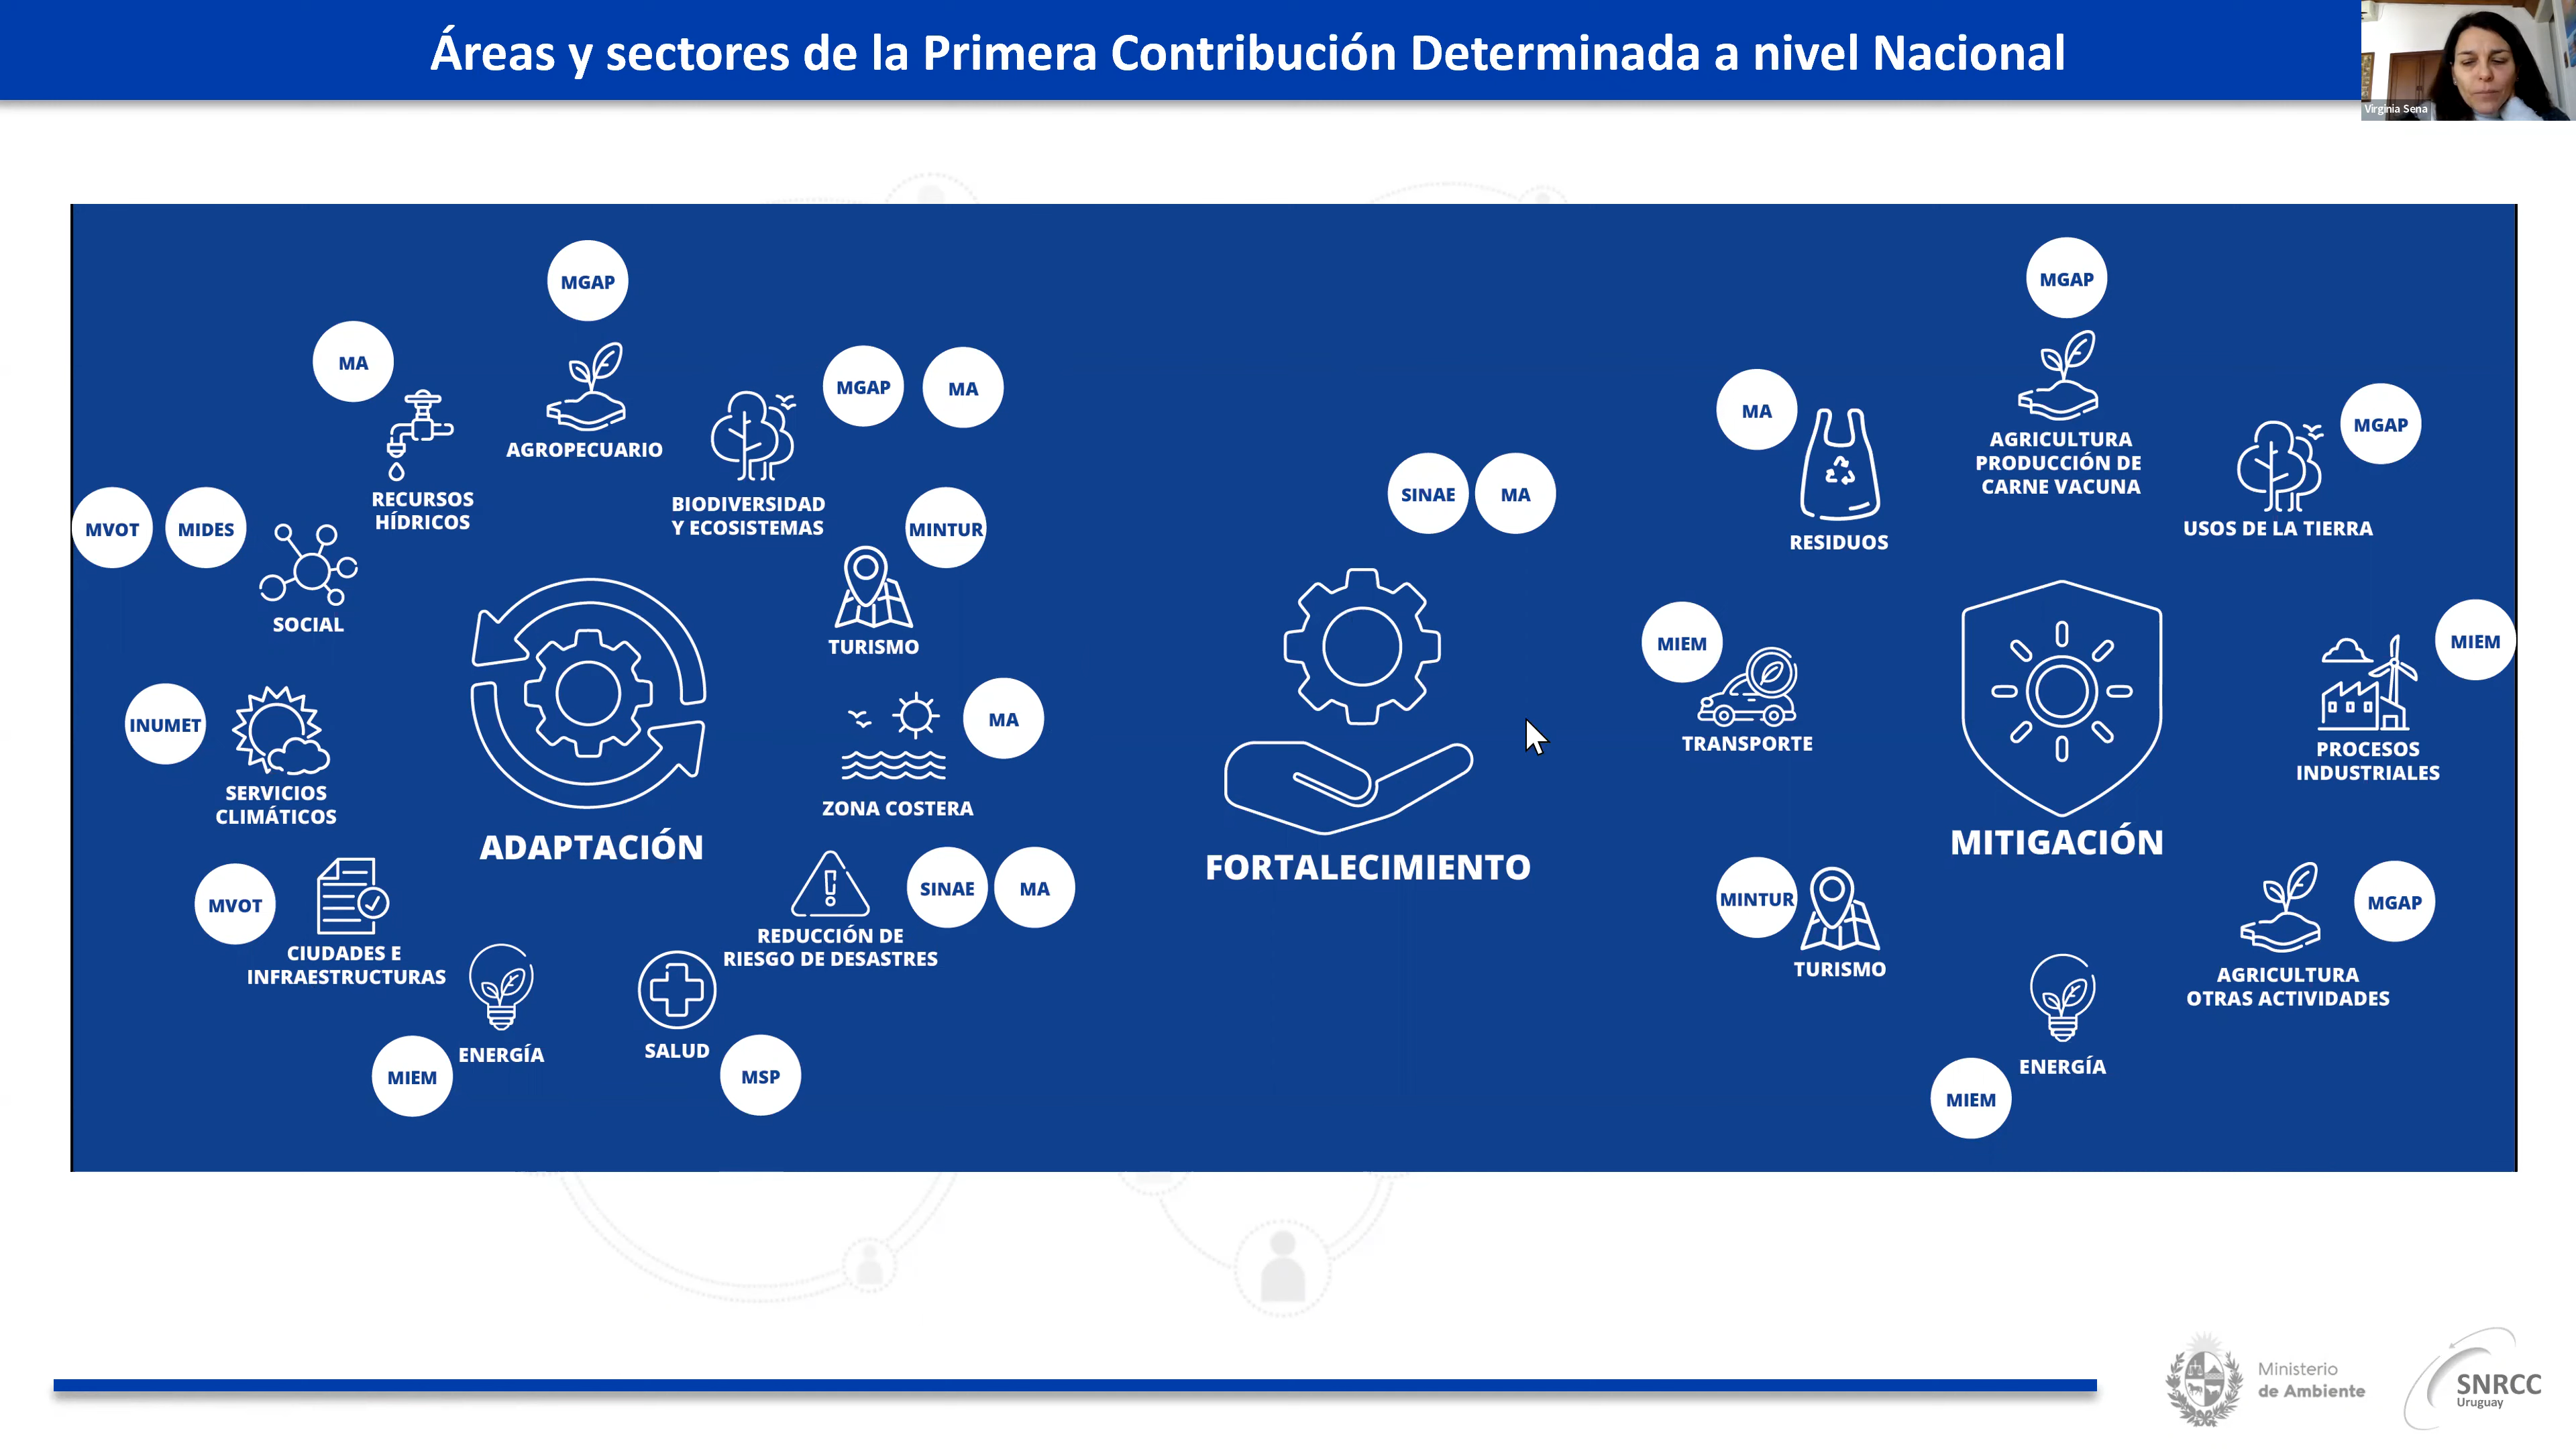 Áreas y sectores de la Primera Contribución Determinada a nivel Nacional
Virginia Sena
MGAP
MA
AGROPECUARIO
MGAP
MA
RECURSOS
HÍDRICOS
BIODIVERSIDAD
Y ECOSISTEMAS
MVOT
MIDES
SOCIAL
MINTUR
TURISMO
INUMET
SERVICIOS
CLIMÁTICOS
MA
ZONA COSTERA
ADAPTACIÓN
MVOT
CIUDADES E
INFRAESTRUCTURAS
SINAE
MA
REDUCCIÓN DE
RIESGO DE DESASTRES
MIEM
ENERGÍA
SALUD
MSP
SINAE
MA
FORTALECIMIENTO
MGAP
AGRICULTURA
PRODUCCIÓN DE
CARNE VACUNA
MA
RESIDUOS
MGAP
USOS DE LA TIERRA
MIEM
TRANSPORTE
MIEM
PROCESOS
INDUSTRIALES
MITIGACIÓN
MINTUR
TURISMO
MGAP
AGRICULTURA
OTRAS ACTIVIDADES
ENERGÍA
MIEM
Ministerio
de Ambiente
SNRCC
Uruguay